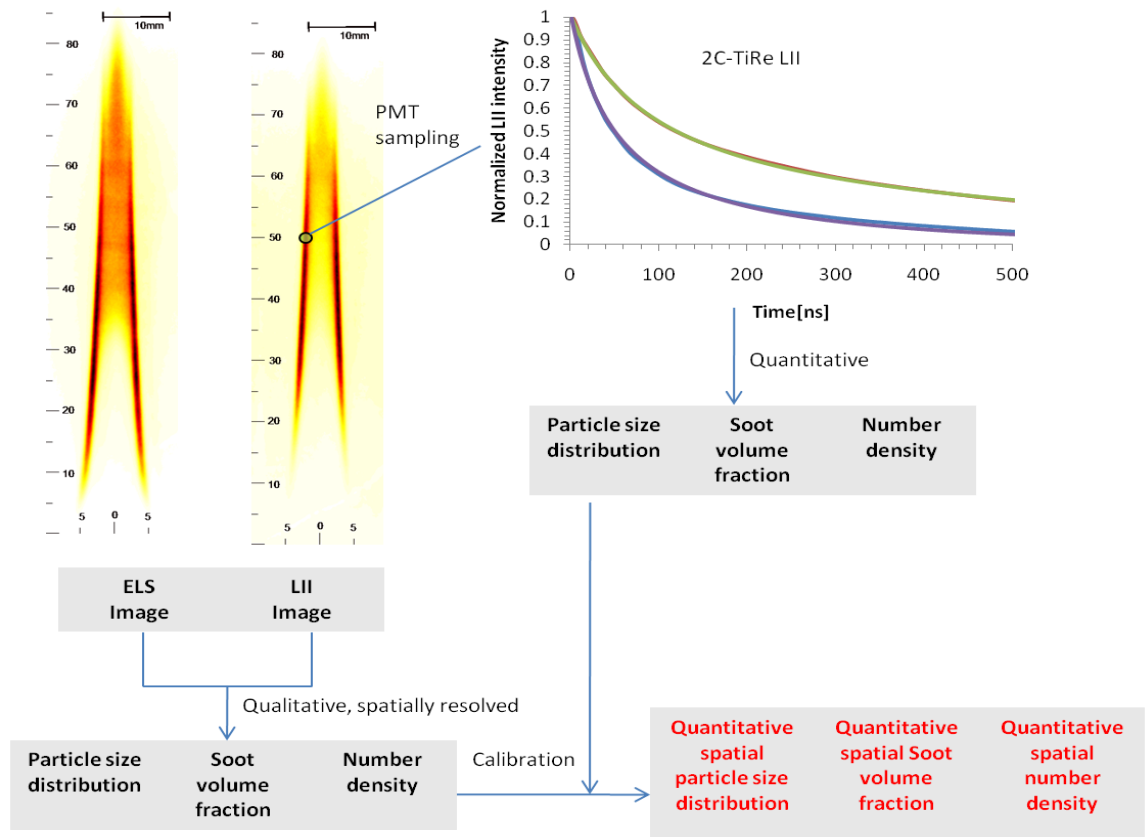 10mm
80
70
60
50
40
30
20
10
5 0 5
10mm
80
70
60
50
40
30
20
10
5 0 5
PMT
sampling
2C-TiRe LII
Normalized LII intensity
1
0.9
0.8
0.7
0.6
0.5
0.4
0.3
0.2
0.1
0
0 100 200 300 400 500
Time[ns]
Quantitative
Particle size
distribution
Soot
volume
fraction
Number
density
ELS
Image
LII
Image
Qualitative, spatially resolved
Particle size
distribution
Soot
volume
fraction
Number
density
Calibration
Quantitative
spatial
particle size
distribution
Quantitative
spatial Soot
volume
fraction
Quantitative
spatial
number
density